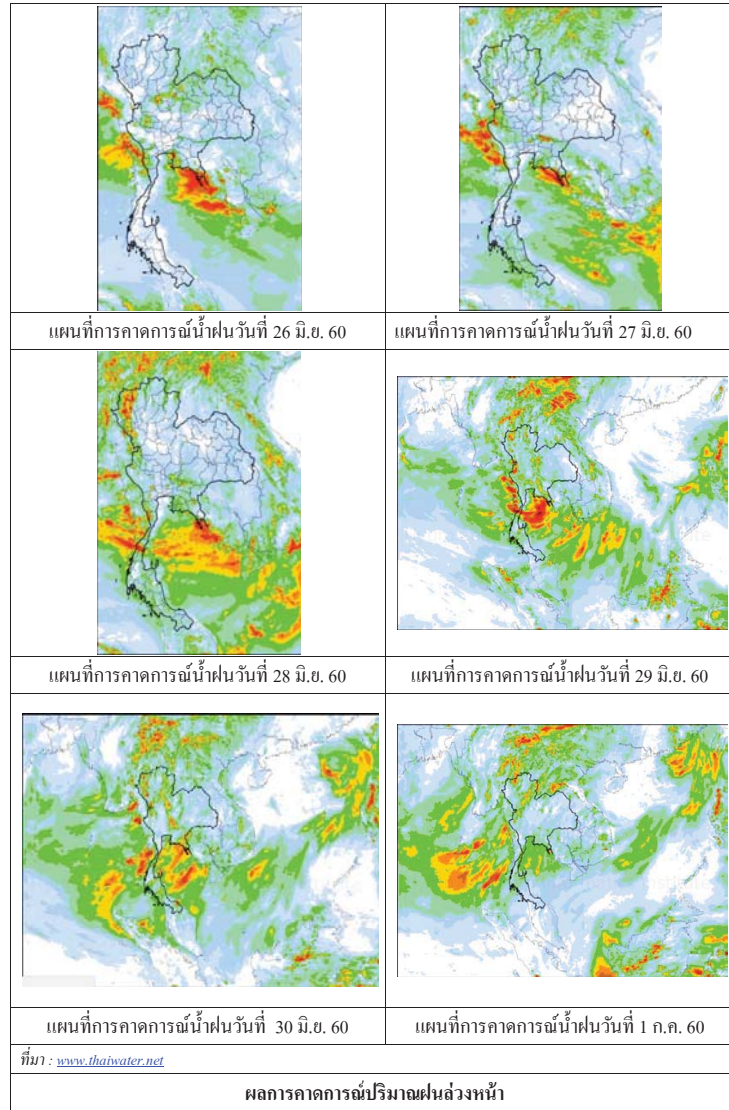 แผนที่การคาดการณ์น้ำฝนวันที่ 26 มิ.ย. 60
แผนที่การคาดการณ์น้ำฝนวันที่ 27 มิ.ย. 60
แผนที่การคาดการณ์น้ำฝนวันที่ 28 มิ.ย. 60
แผนที่การคาดการณ์น้ำฝนวันที่ 29 มิ.ย. 60
แผนที่การคาดการณ์น้ำฝนวันที่ 30 มิ.ย. 60
แผนที่การคาดการณ์น้ำฝนวันที่ 1 ก.ค. 60
ที่มา : www.thaiwater.net
ผลการคาดการณ์ปริมาณฝนล่วงหน้า